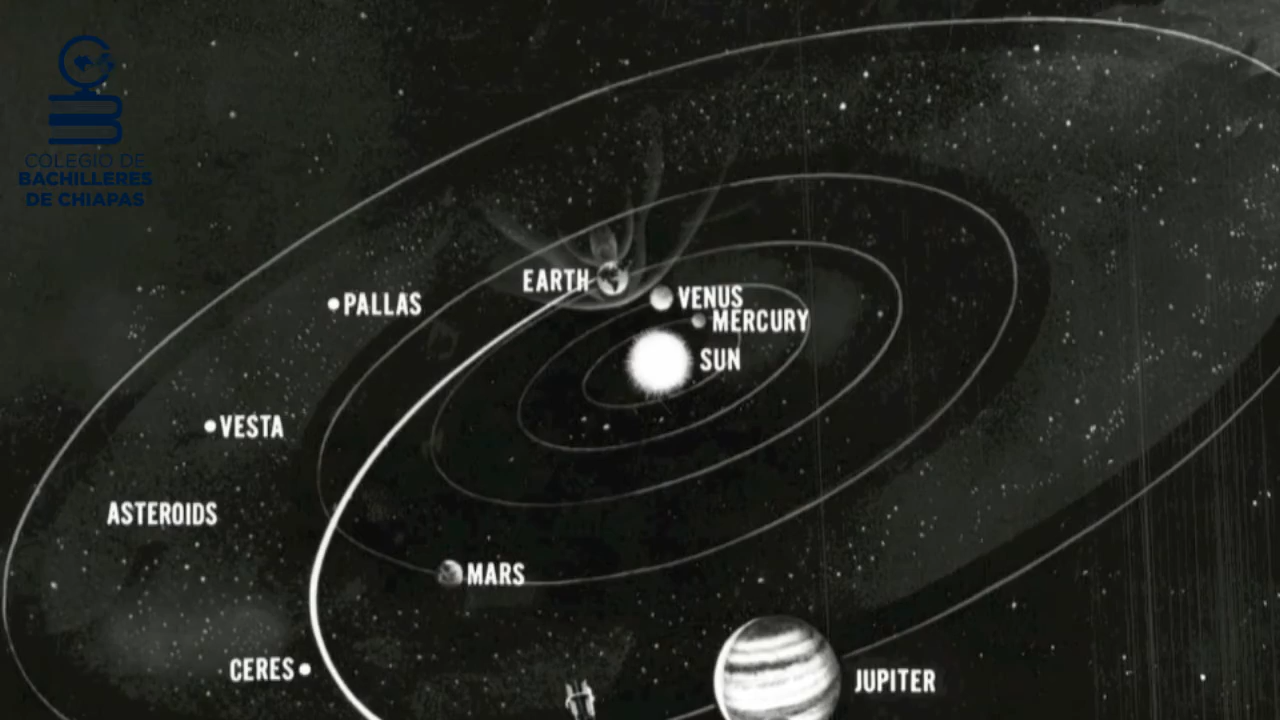 COLEGIO DE
BACHILLERES
DE CHIAPAS
EARTH
VENUS
PALLAS
MERCURY
SUN
VESTA
ASTEROIDS
MARS
CERES
JUPITER